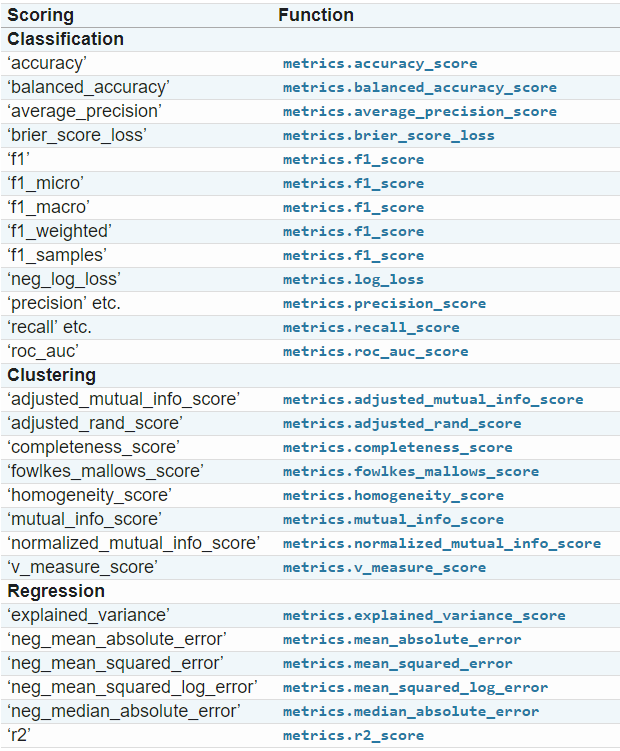 Scoring Function
Classification
‘accuracy’ metrics.accuracy_score
‘balanced_accuracy’ metrics.balanced_accuracy_score
‘average_precision’ metrics.average_precision_score
‘brier_score_loss’ metrics.brier_score_loss
‘f1’ metrics.f1_score
‘f1_micro’ metrics.f1_score
‘f1_macro’ metrics.f1_score
‘f1_weighted’ metrics.f1_score
‘f1_samples’ metrics.f1_score
‘neg_log_loss’ metrics.log_loss
‘precision’ etc. metrics.precision_score
‘recall’ etc. metrics.recall_score
‘roc_auc’ metrics.roc_auc_score
Clustering
‘adjusted_mutual_info_score’ metrics.adjusted_mutual_info_score
‘adjusted_rand_score’ metrics.adjusted_rand_score
‘completeness_score’ metrics.completeness_score
‘fowlkes_mallows_score’ metrics.fowlkes_mallows_score
‘homogeneity_score’ metrics.homogeneity_score
‘mutual_info_score’ metrics.mutual_info_score
‘normalized_mutual_info_score’ metrics.normalized_mutual_info_score
‘v_measure_score’ metrics.v_measure_score
Regression
‘explained_variance’ metrics.explained_variance_score
‘neg_mean_absolute_error’ metrics.mean_absolute_error
‘neg_mean_squared_error’ metrics.mean_squared_error
‘neg_mean_squared_log_error’ metrics.mean_squared_log_error
‘neg_median_absolute_error’ metrics.median_absolute_error
‘r2’ metrics.r2_score